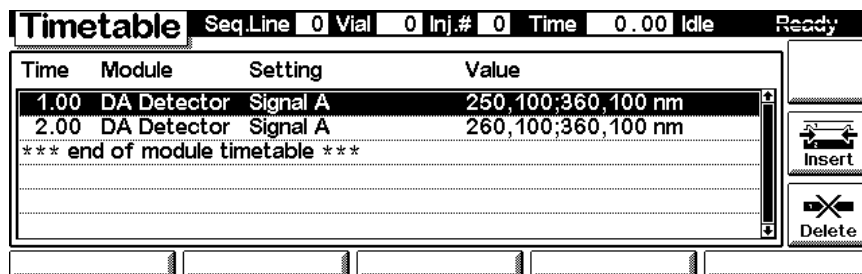 Timetable Seq.Line 0 Vial 0 Inj.# 0 Time 0.00 Idle Ready
Time Module Setting Value
1.00 DA Detector Signal A 250,100;360,100 nm
2.00 DA Detector Signal A 260,100;360,100 nm
*** end of module timetable ***
Insert
Delete